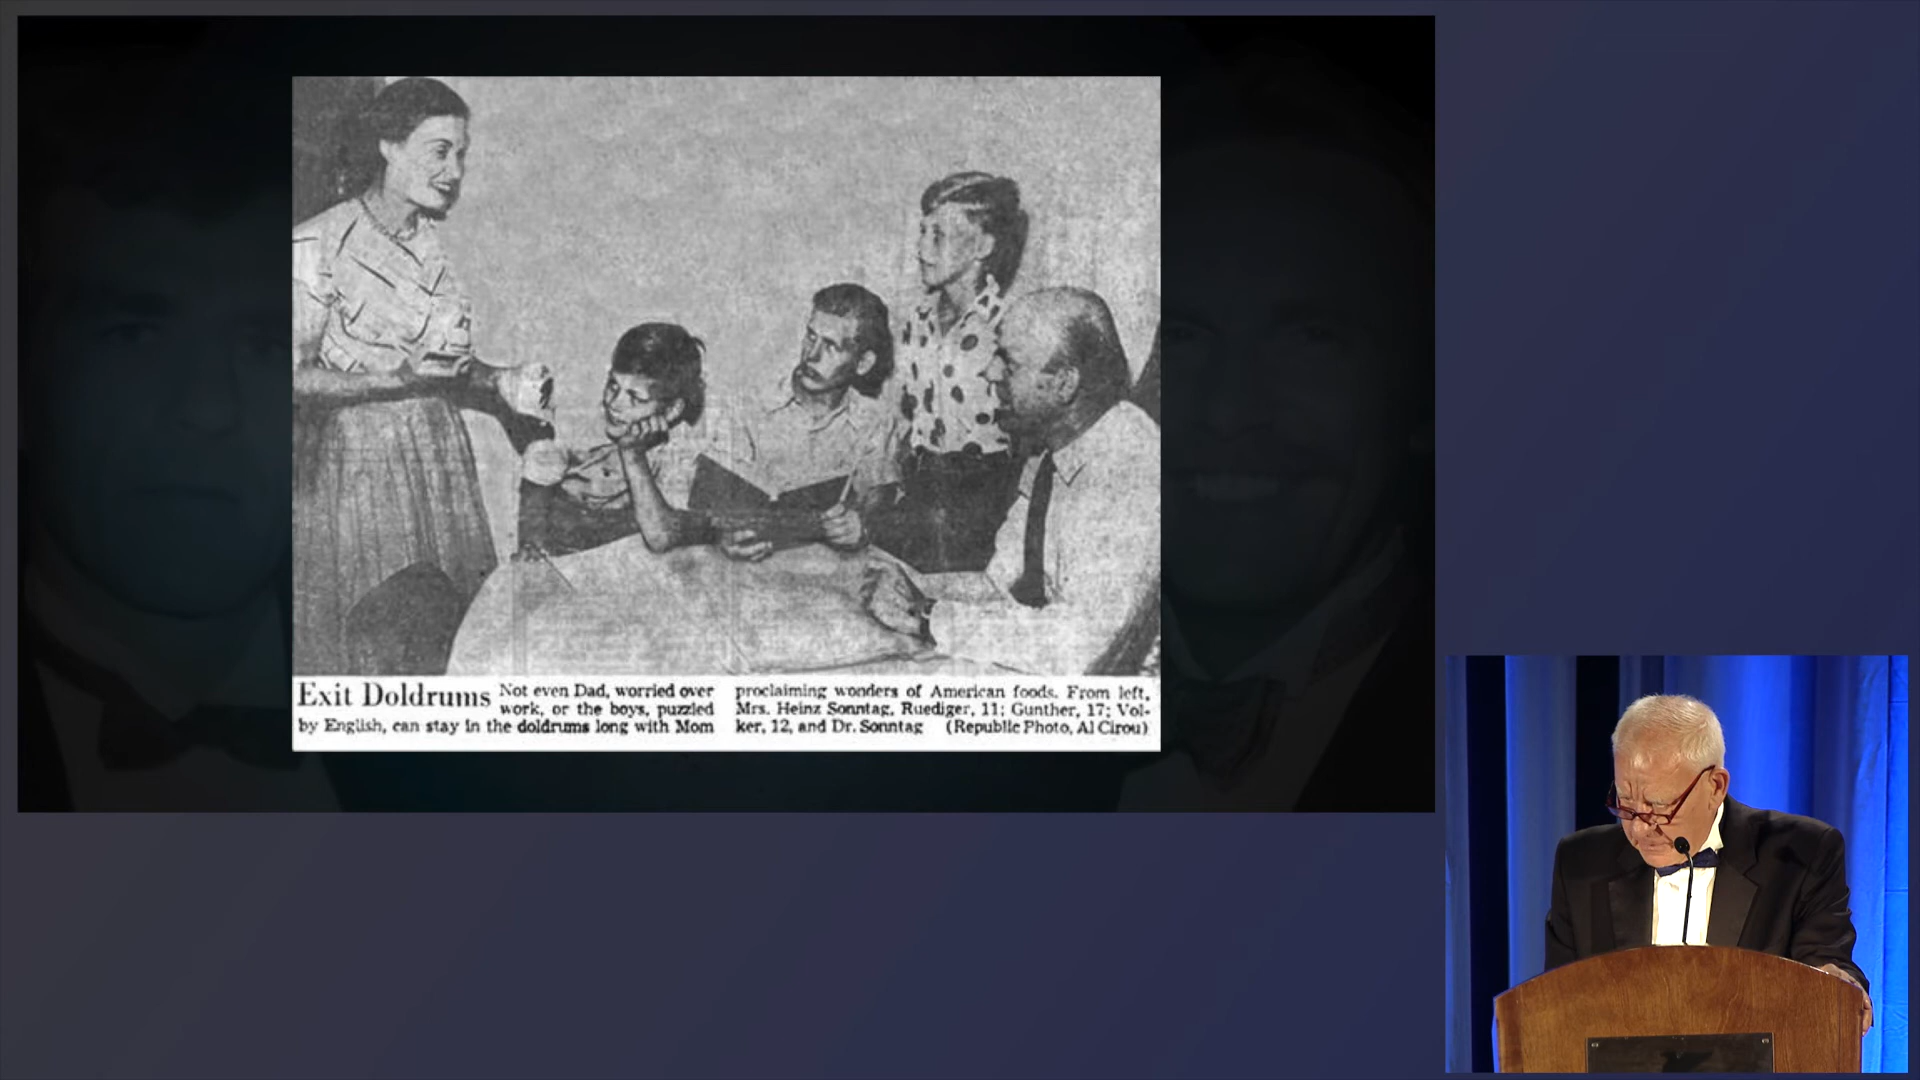 Exit Doldrums Not even Dad, worried over
work, or the boys, puzzled
by English, can stay in the doldrums long with Mom
proclaiming wonders of American foods. From left,
Mrs. Heinz Sonntag, Ruediger, 11; Gunther, 17; Vol-
ker, 12, and Dr. Sonntag (Republic Photo, Al Cirou)